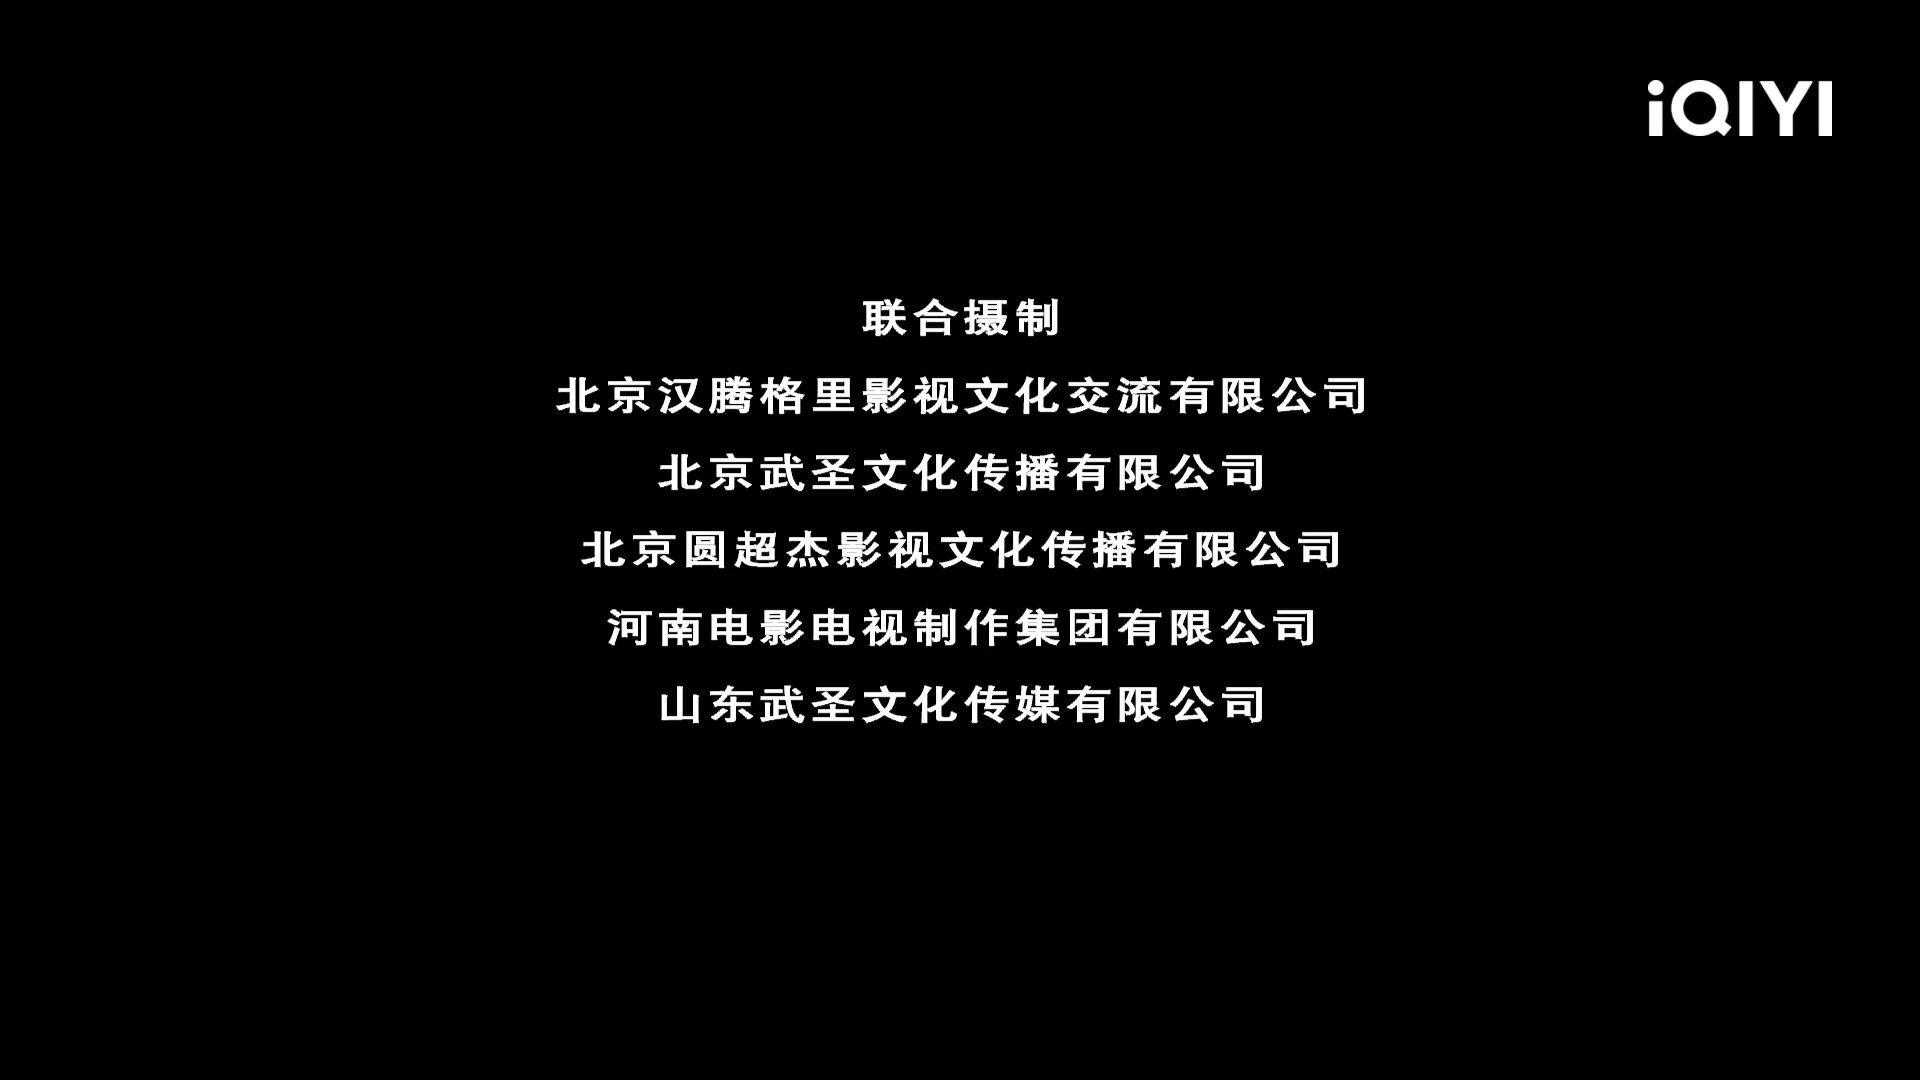 iQIYI
联合摄制
北京汉腾格里影视文化交流有限公司
北京武圣文化传播有限公司
北京圆超杰影视文化传播有限公司
河南电影电视制作集团有限公司
山东武圣文化传媒有限公司